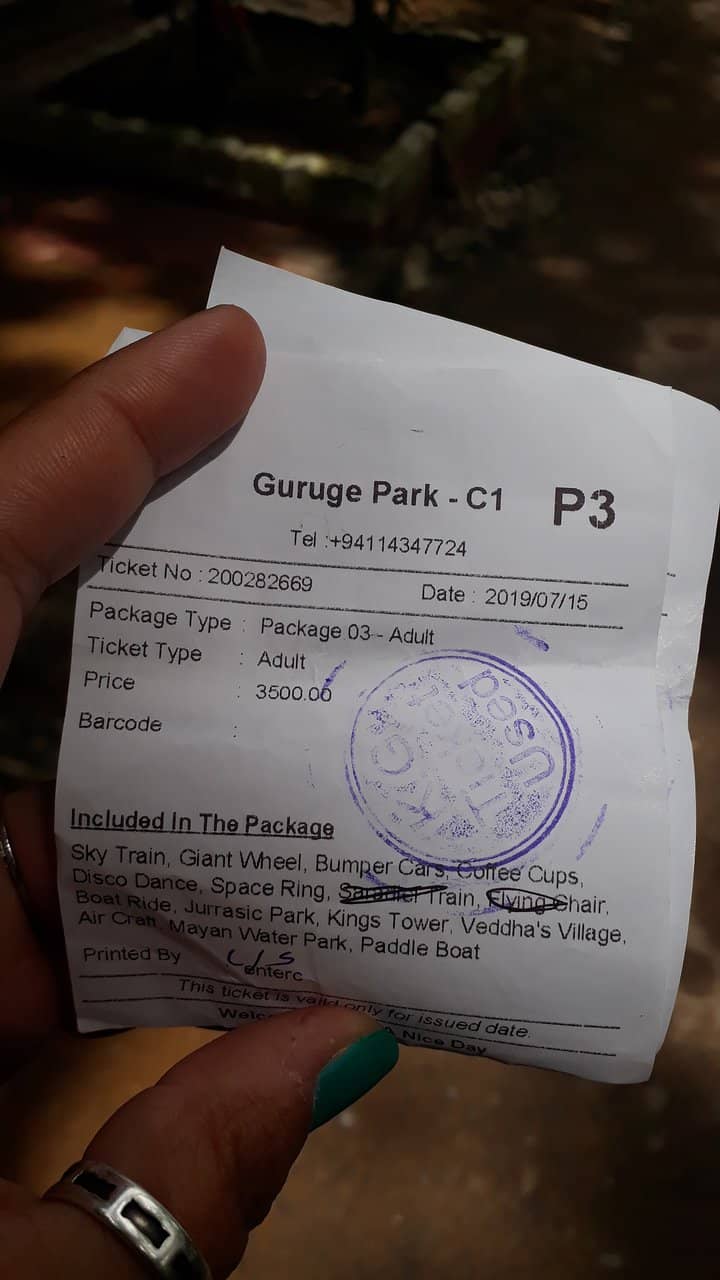 Guruge Park - C1 P3
Tel :+94114347724
Ticket No : 200282669 Date : 2019/07/15
Package Type : Package 03 - Adult
Ticket Type : Adult
Price : 3500.00
Barcode :
Used
Ticket
Included In The Package
Sky Train, Giant Wheel, Bumper Cars, Coffee Cups,
Disco Dance, Space Ring, Train, Flying Chair,
Boat Ride, Jurrasic Park, Kings Tower, Veddha's Village,
Air Craft, Mayan Water Park, Paddle Boat
Printed By
This ticket is valid only for issued date.
A Nice Day